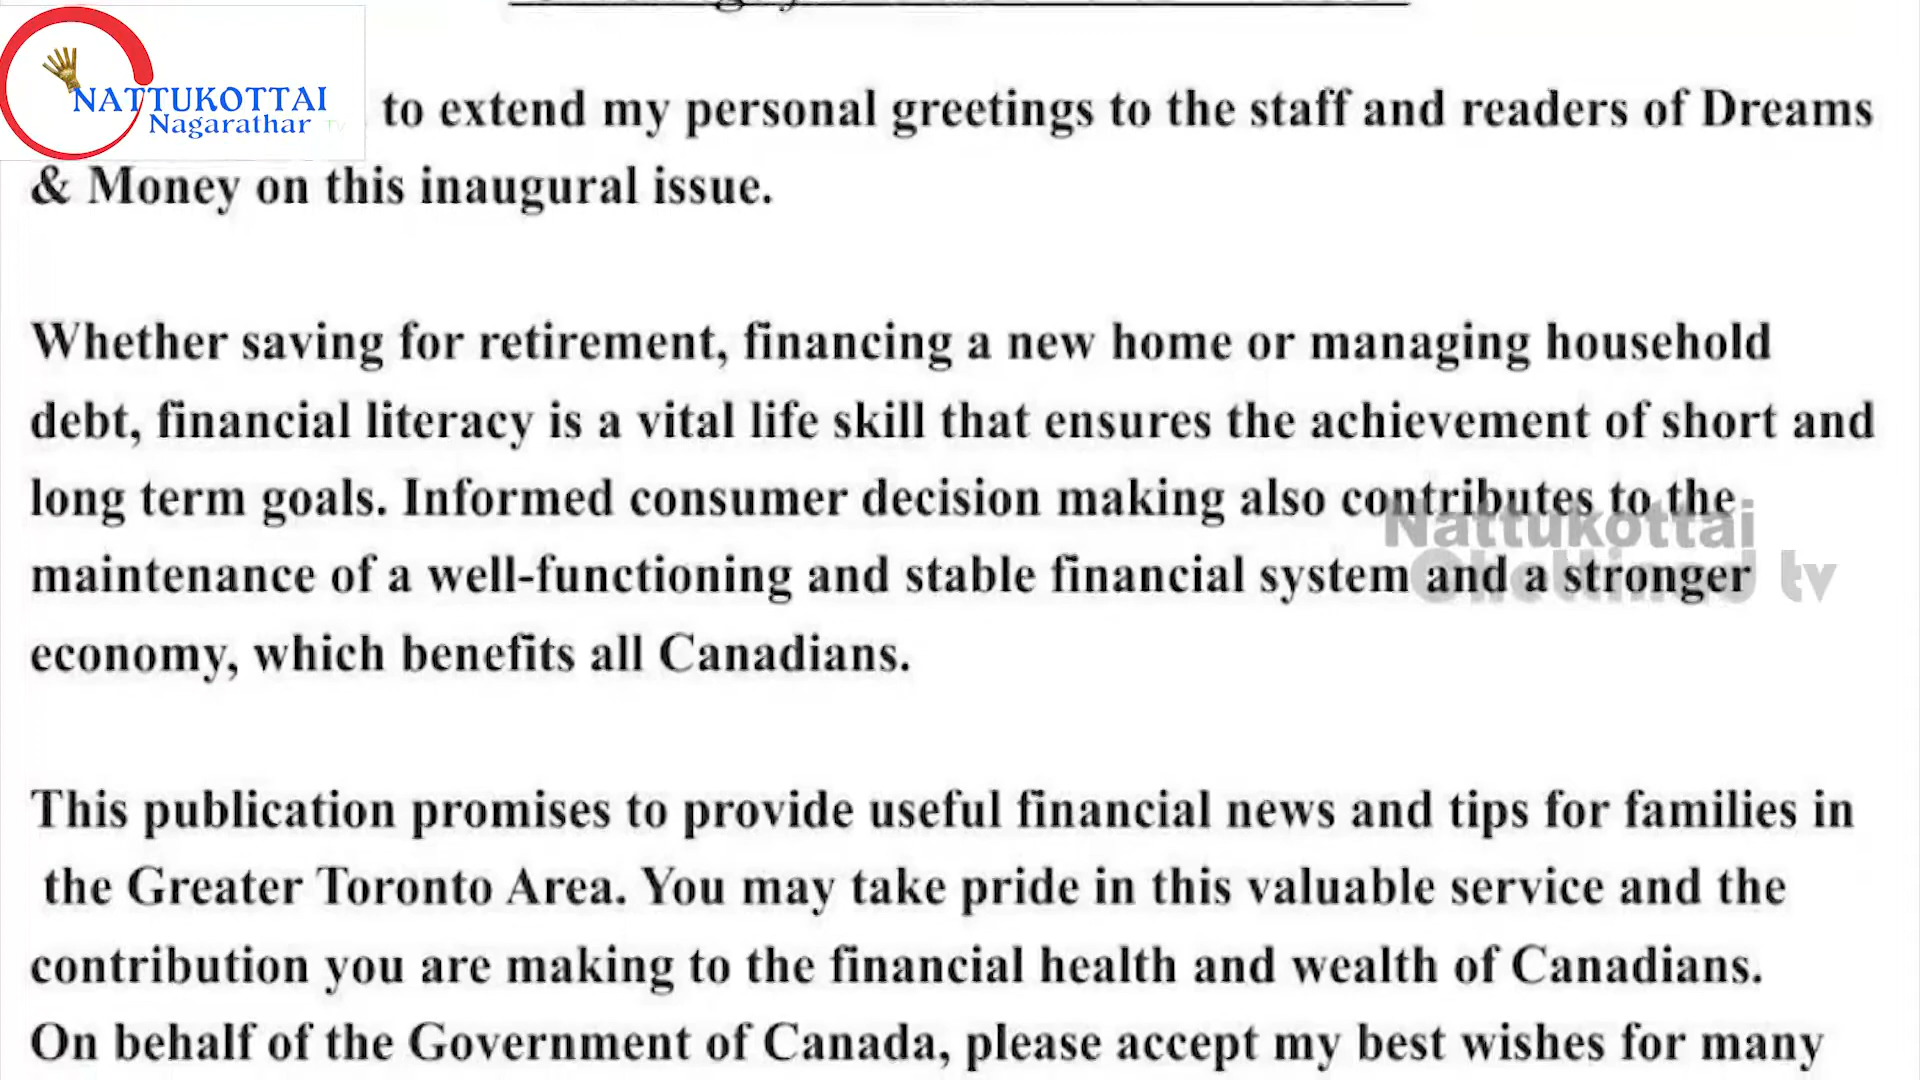 NATTUKOTTAI
Nagarathar TV
to extend my personal greetings to the staff and readers of Dreams
& Money on this inaugural issue.
Whether saving for retirement, financing a new home or managing household
debt, financial literacy is a vital life skill that ensures the achievement of short and
long term goals. Informed consumer decision making also contributes to the
Nattukottai
maintenance of a well-functioning and stable financial system and a stronger
tv
economy, which benefits all Canadians.
This publication promises to provide useful financial news and tips for families in
the Greater Toronto Area. You may take pride in this valuable service and the
contribution you are making to the financial health and wealth of Canadians.
On behalf of the Government of Canada, please accept my best wishes for many